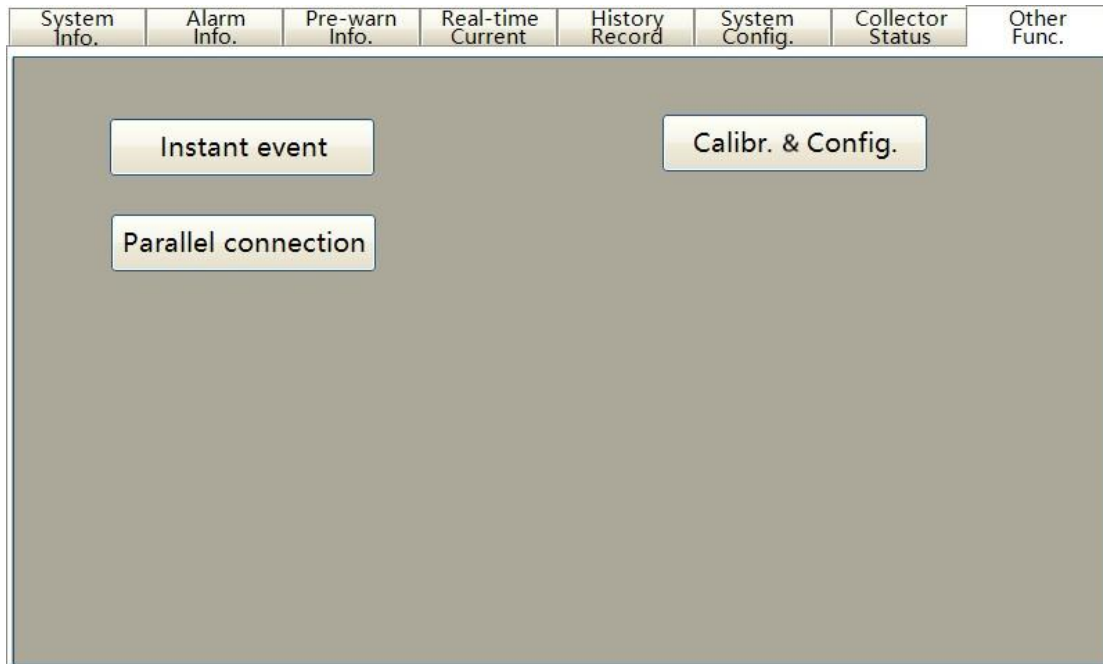 System Info.
Alarm Info.
Pre-warn Info.
Real-time Current
History Record
System Config.
Collector Status
Other Func.
Instant event
Calibr. & Config.
Parallel connection